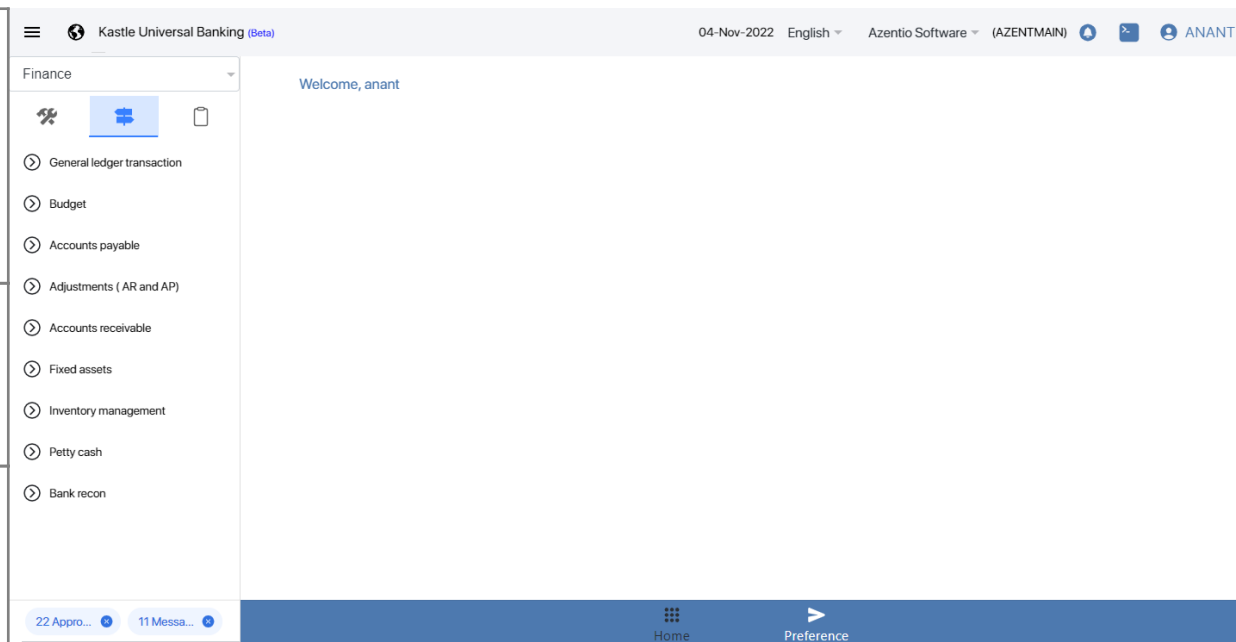 Kastle Universal Banking (Beta)
04-Nov-2022 English Azentio Software (AZENTMAIN) ANANT
Finance
Welcome, anant
General ledger transaction
Budget
Accounts payable
Adjustments ( AR and AP)
Accounts receivable
Fixed assets
Inventory management
Petty cash
Bank recon
22 Appro... 11 Messa...
Home Preference